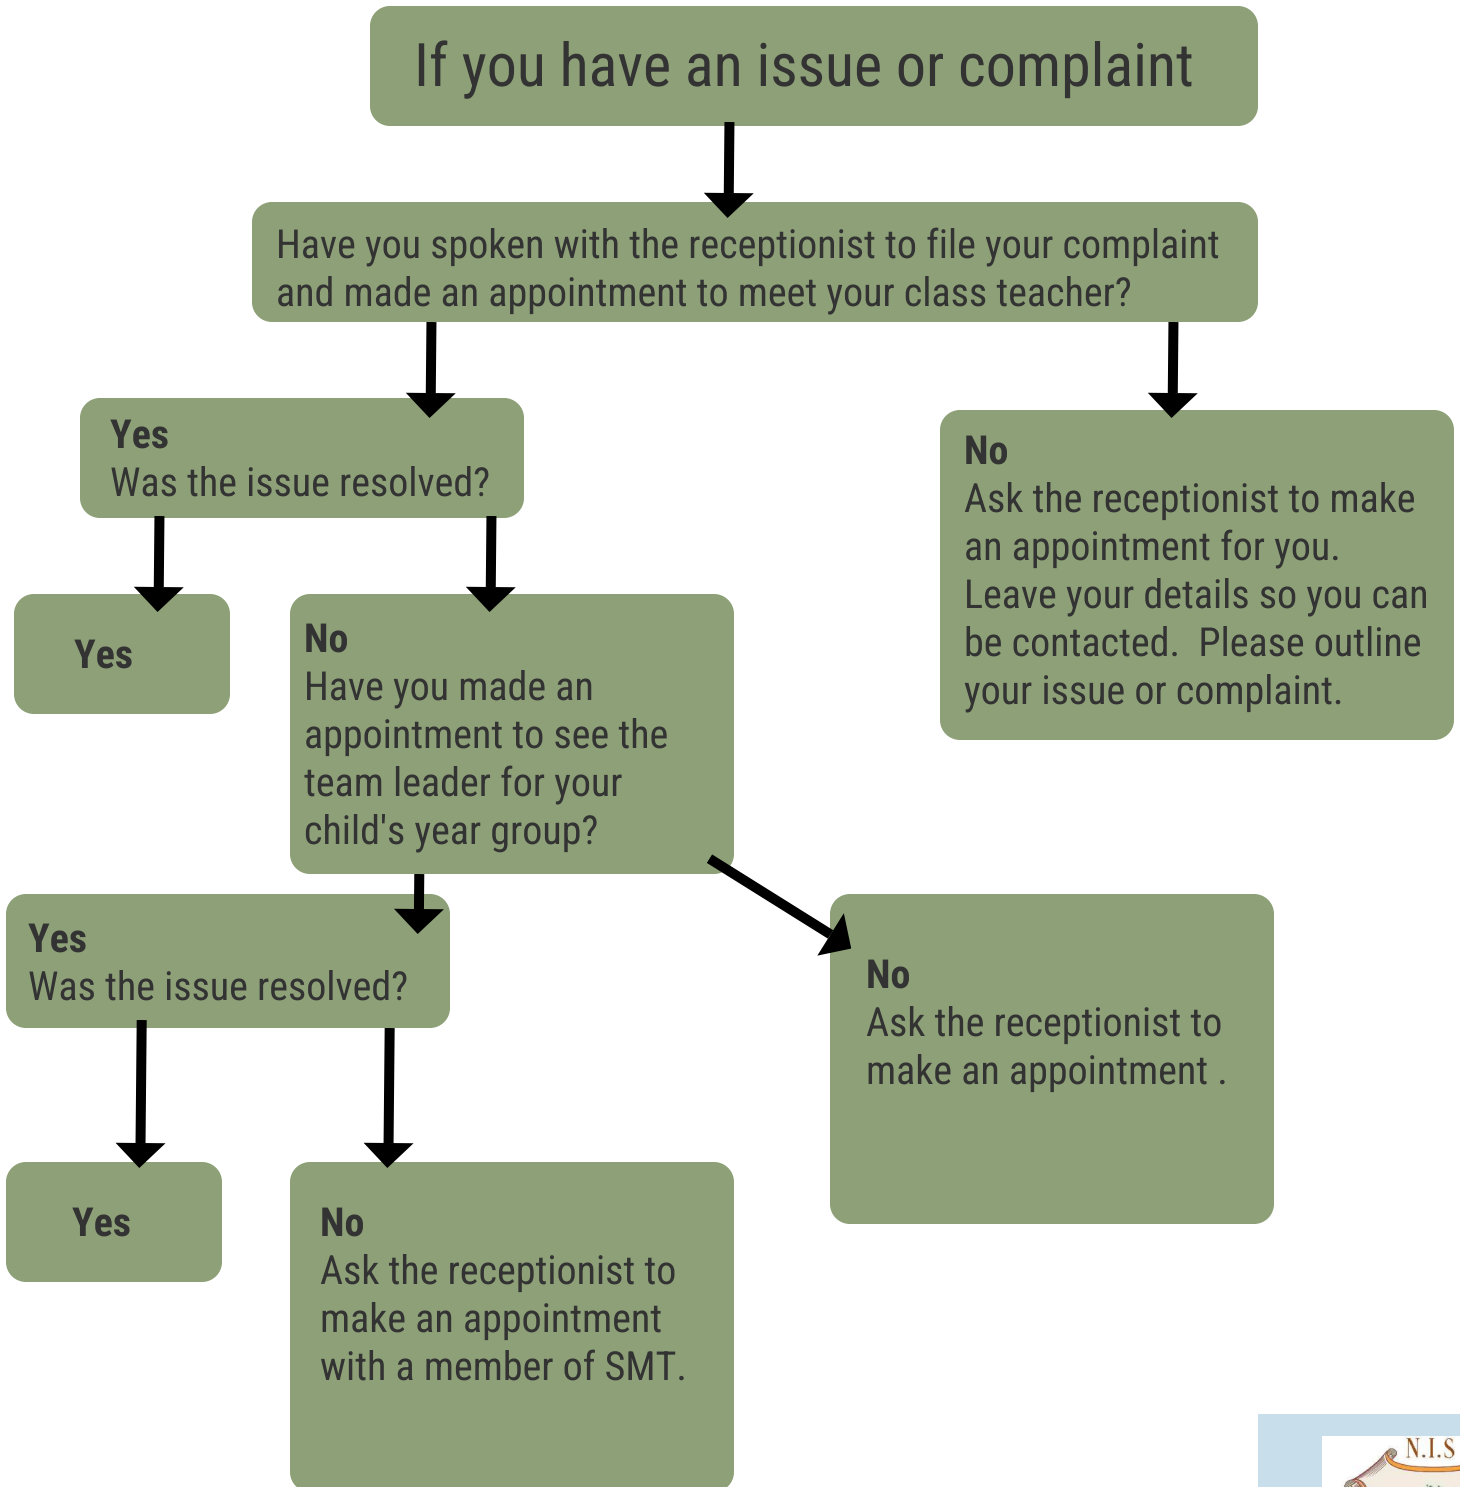 If you have an issue or complaint
Have you spoken with the receptionist to file your complaint
and made an appointment to meet your class teacher?
Yes
Was the issue resolved?
No
Ask the receptionist to make
an appointment for you.
Leave your details so you can
be contacted.  Please outline
your issue or complaint.
Yes
No
Have you made an
appointment to see the
team leader for your
child's year group?
Yes
Was the issue resolved?
No
Ask the receptionist to
make an appointment .
Yes
No
Ask the receptionist to
make an appointment
with a member of SMT.
N.I.S